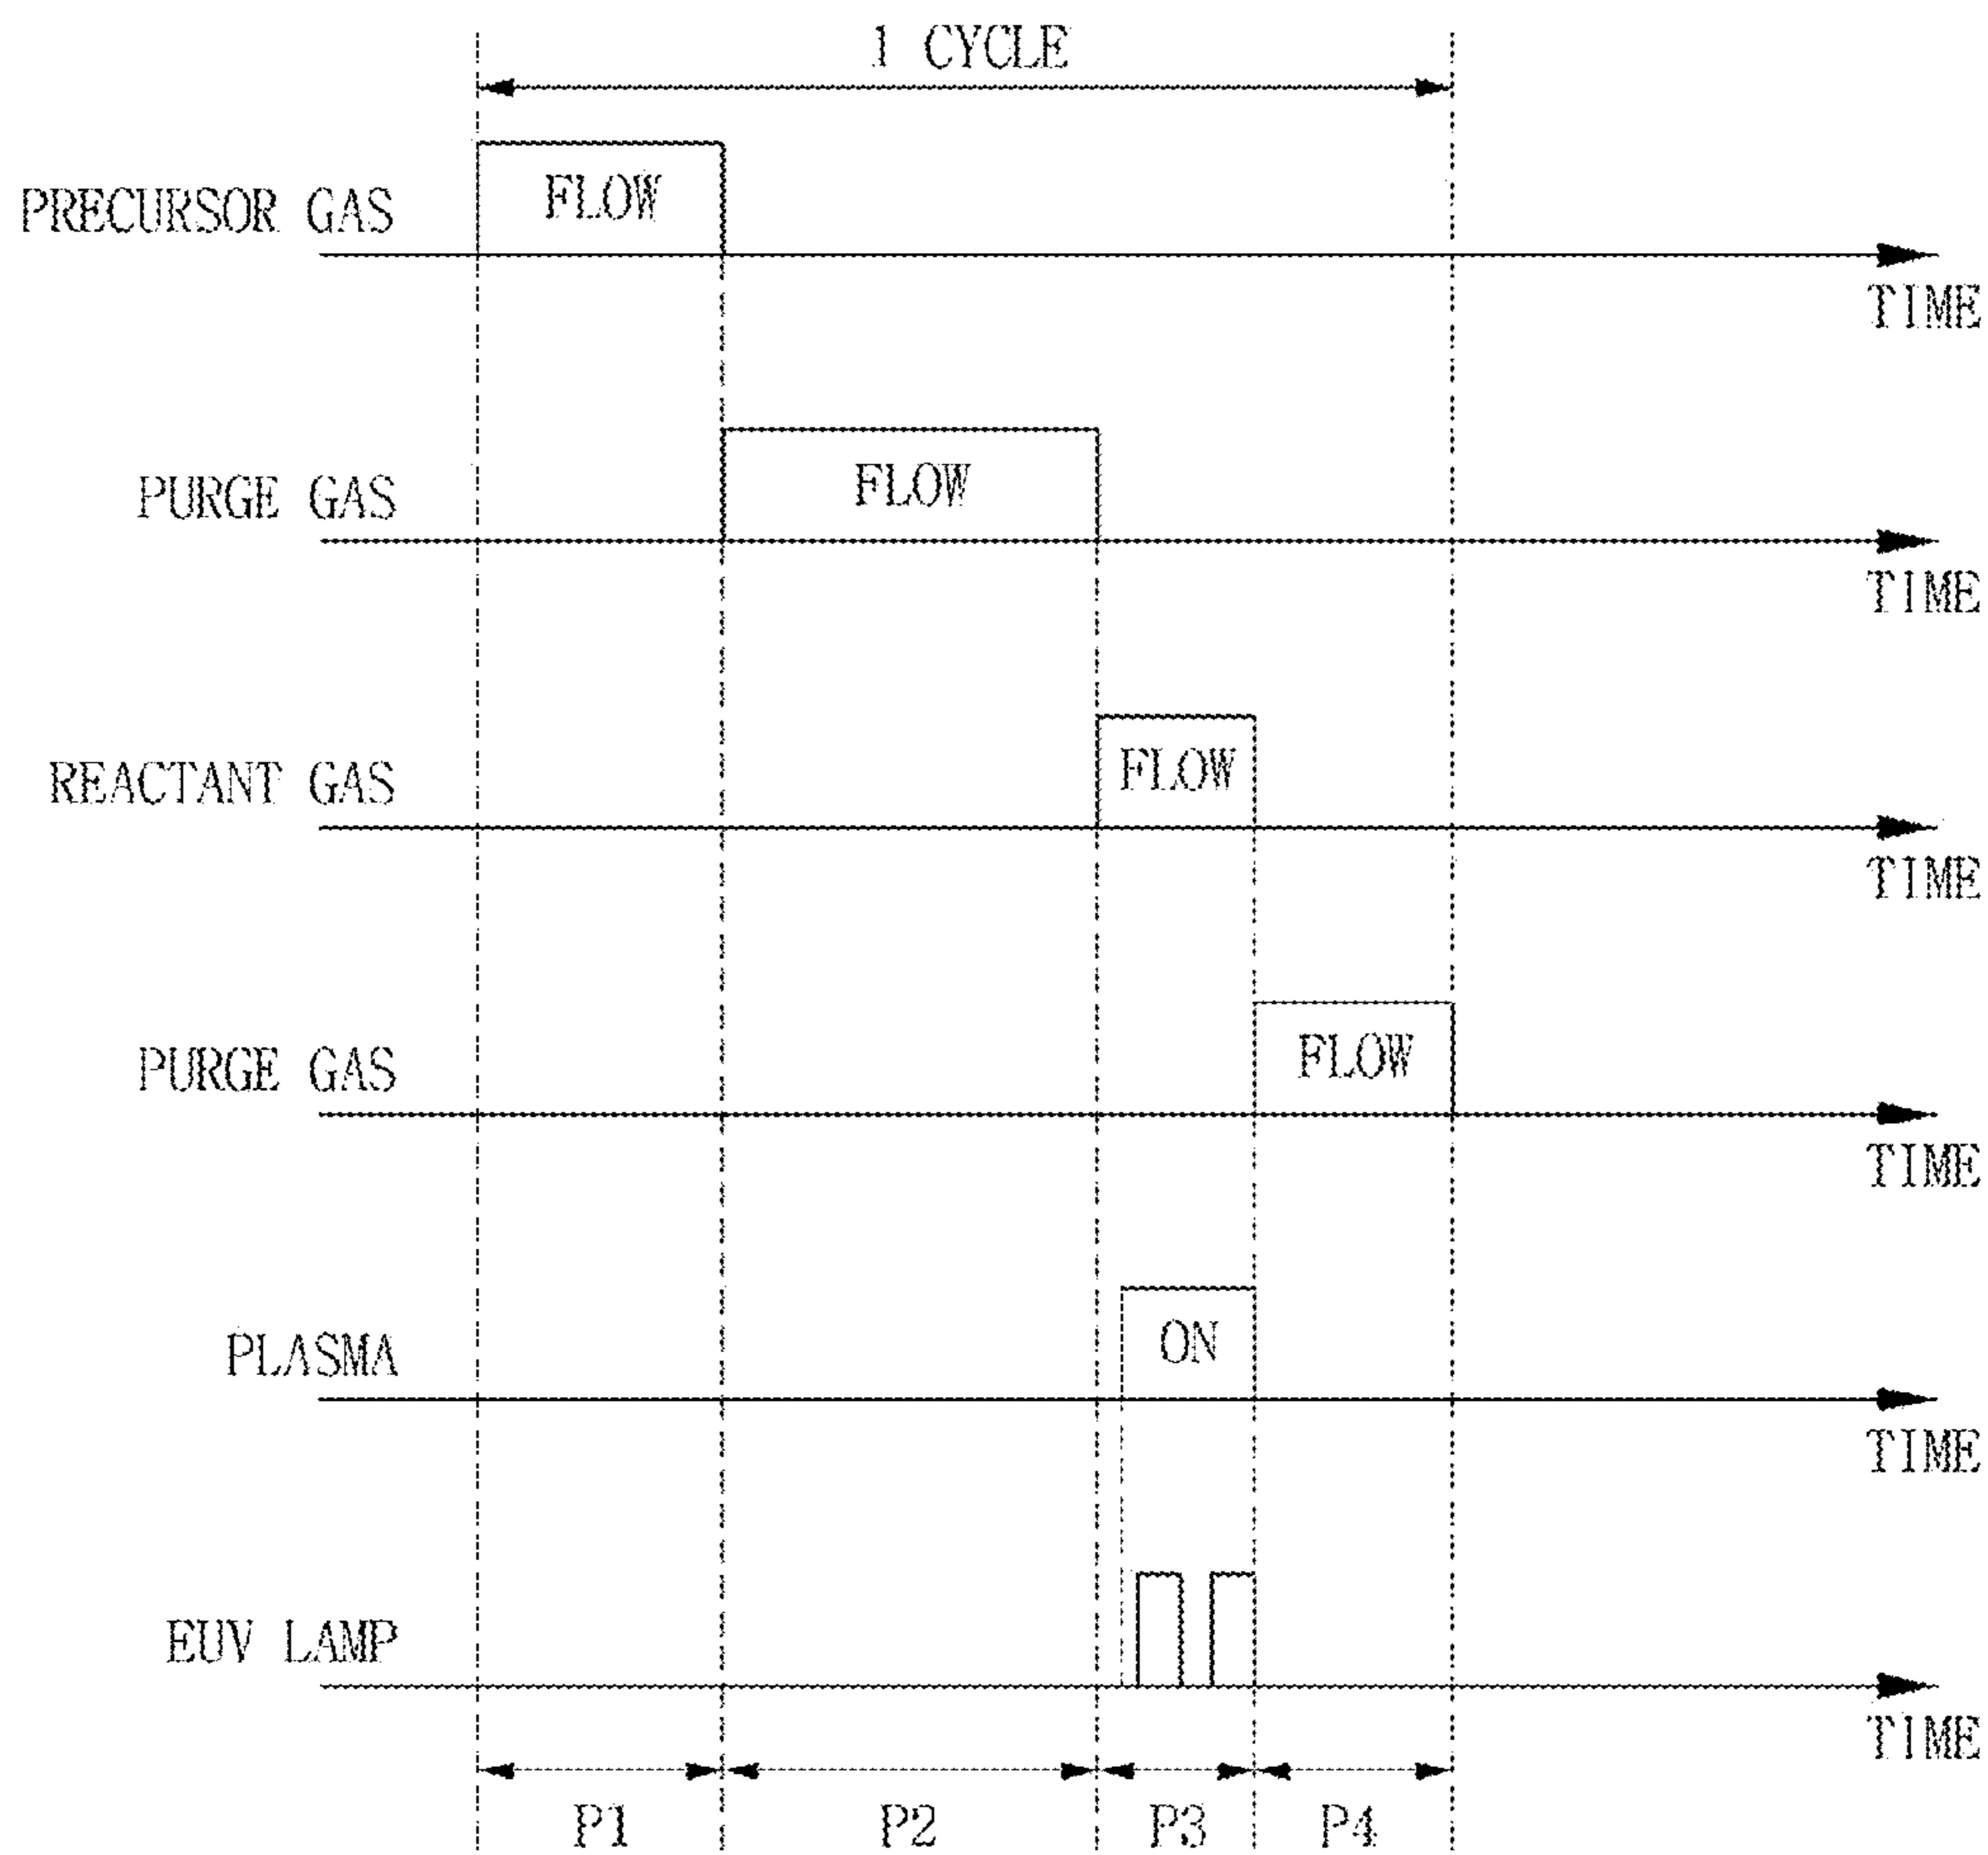 1 CYCLE
PRECURSOR GAS
FLOW
TIME
PURGE GAS
FLOW
TIME
REACTANT GAS
FLOW
TIME
PURGE GAS
FLOW
TIME
PLASMA
ON
TIME
EUV LAMP
TIME
P1 P2 P3 P4